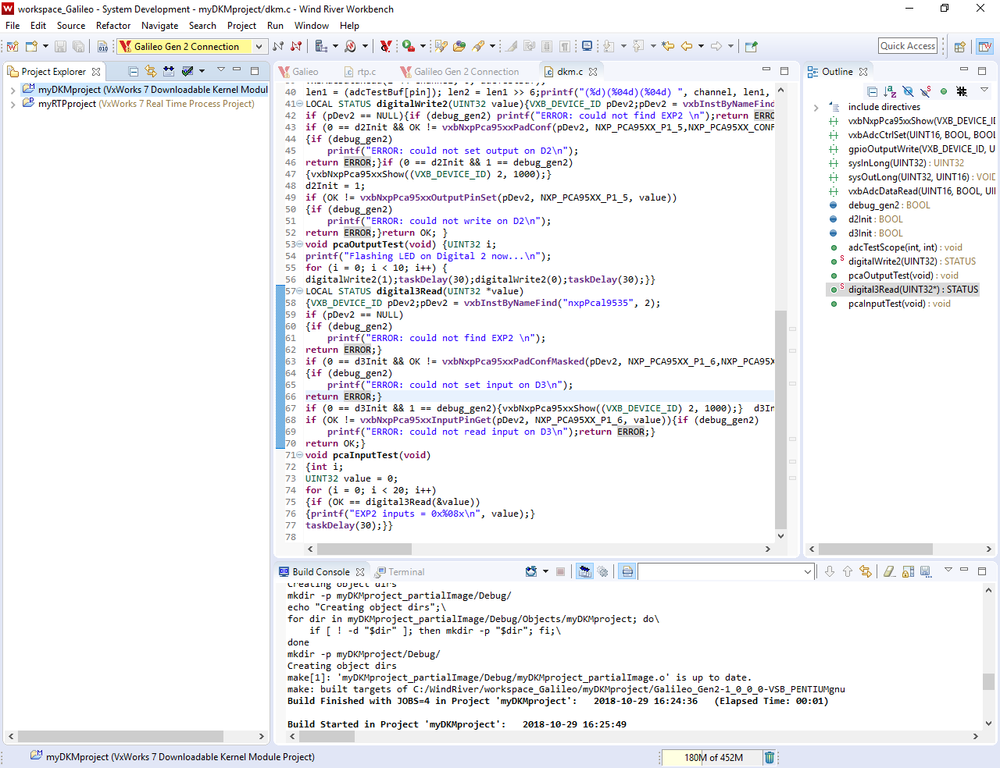 workspace_Galileo - System Development - myDKMproject/dkm.c - Wind River Workbench
File Edit Source Refactor Navigate Search Project Run Window Help
Galileo Gen 2 Connection
Quick Access
Project Explorer
myDKMproject (VxWorks 7 Downloadable Kernel Modul
myRTPproject (VxWorks 7 Real Time Process Project)
Galieo rtp.c Galileo Gen 2 Connection dkm.c
40 len1 = (adcTestBuf[pin]); len2 = len1 >> 6;printf("(%d)(%04d)(%04d) ", channel, len1,
41 LOCAL STATUS digitalWrite2(UINT32 value){VXB_DEVICE_ID pDev2;pDev2 = vxbInstByNameFind
42 if (pDev2 == NULL){if (debug_gen2) printf("ERROR: could not find EXP2 \n");return ERRO
43 if (0 == d2Init && OK != vxbNxpPca95xxPadConf(pDev2, NXP_PCA95XX_P1_5,NXP_PCA95XX_CONF
44 {if (debug_gen2)
45 printf("ERROR: could not set output on D2\n");
46 return ERROR;}if (0 == d2Init && 1 == debug_gen2)
47 {vxbNxpPca95xxShow((VXB_DEVICE_ID) 2, 1000);}
48 d2Init = 1;
49 if (OK != vxbNxpPca95xxOutputPinSet(pDev2, NXP_PCA95XX_P1_5, value))
50 {if (debug_gen2)
51 printf("ERROR: could not write on D2\n");
52 return ERROR;}return OK; }
53 void pcaOutputTest(void) {UINT32 i;
54 printf("Flashing LED on Digital 2 now...\n");
55 for (i = 0; i < 10; i++) {
56 digitalWrite2(1);taskDelay(30);digitalWrite2(0);taskDelay(30);}}
57 LOCAL STATUS digital3Read(UINT32 *value)
58 {VXB_DEVICE_ID pDev2;pDev2 = vxbInstByNameFind("nxpPcal9535", 2);
59 if (pDev2 == NULL)
60 {if (debug_gen2)
61 printf("ERROR: could not find EXP2 \n");
62 return ERROR;}
63 if (0 == d3Init && OK != vxbNxpPca95xxPadConfMasked(pDev2, NXP_PCA95XX_P1_6,NXP_PCA95X
64 {if (debug_gen2)
65 printf("ERROR: could not set input on D3\n");
66 return ERROR;}
67 if (0 == d3Init && 1 == debug_gen2){vxbNxpPca95xxShow((VXB_DEVICE_ID) 2, 1000);} d3In
68 if (OK != vxbNxpPca95xxInputPinGet(pDev2, NXP_PCA95XX_P1_6, value)){if (debug_gen2)
69 printf("ERROR: could not read input on D3\n");return ERROR;}
70 return OK;}
71 void pcaInputTest(void)
72 {int i;
73 UINT32 value = 0;
74 for (i = 0; i < 20; i++)
75 {if (OK == digital3Read(&value))
76 {printf("EXP2 inputs = 0x%08x\n", value);}
77 taskDelay(30);}}
78
Outline
include directives
vxbNxpPca95xxShow(VXB_DEVICE_ID
vxbAdcCtrlSet(UINT16, BOOL, BOOL
gpioOutputWrite(VXB_DEVICE_ID, U
sysInLong(UINT32) : UINT32
sysOutLong(UINT32, UINT16) : VOID
vxbAdcDataRead(UINT16, BOOL, UII
debug_gen2 : BOOL
d2Init : BOOL
d3Init : BOOL
adcTestScope(int, int) : void
digitalWrite2(UINT32) : STATUS
pcaOutputTest(void) : void
digital3Read(UINT32*) : STATUS
pcaInputTest(void) : void
Build Console Terminal
Creating object dirs
mkdir -p myDKMproject_partialImage/Debug/
echo "Creating object dirs";\
for dir in myDKMproject_partialImage/Debug/Objects/myDKMproject; do\
if [ ! -d "$dir" ]; then mkdir -p "$dir"; fi;\
done
mkdir -p myDKMproject/Debug/
Creating object dirs
make[1]: 'myDKMproject_partialImage/Debug/myDKMproject_partialImage.o' is up to date.
make: built targets of C:/WindRiver/workspace_Galileo/myDKMproject/Galileo_Gen2-1_0_0_0-VSB_PENTIUMgnu
Build Finished with JOBS=4 in Project 'myDKMproject': 2018-10-29 16:24:36 (Elapsed Time: 00:01)
Build Started in Project 'myDKMproject': 2018-10-29 16:25:49
myDKMproject (VxWorks 7 Downloadable Kernel Module Project)
180M of 452M